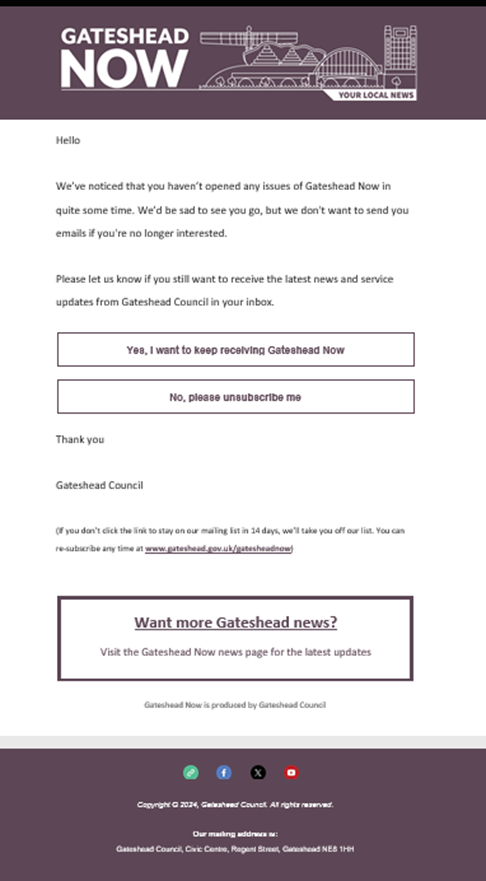 GATESHEAD
NOW
YOUR LOCAL NEWS
Hello
We've noticed that you haven't opened any issues of Gateshead Now in
quite some time. We'd be sad to see you go, but we don't want to send you
emails if you're no longer interested.
Please let us know if you still want to receive the latest news and service
updates from Gateshead Council in your inbox.
Yes, I want to keep receiving Gateshead Now
No, please unsubscribe me
Thank you
Gateshead Council
(If you don't click the link to stay on our mailing list in 14 days, we'll take you off our list. You can
re-subscribe any time at www.gateshead.gov.uk/gatesheadnow)
Want more Gateshead news?
Visit the Gateshead Now news page for the latest updates
Gateshead Now is produced by Gateshead Council
Copyright © 2024, Gateshead Council. All rights reserved.
Our mailing address is:
Gateshead Council, Civic Centre, Regent Street, Gateshead NE8 1HH